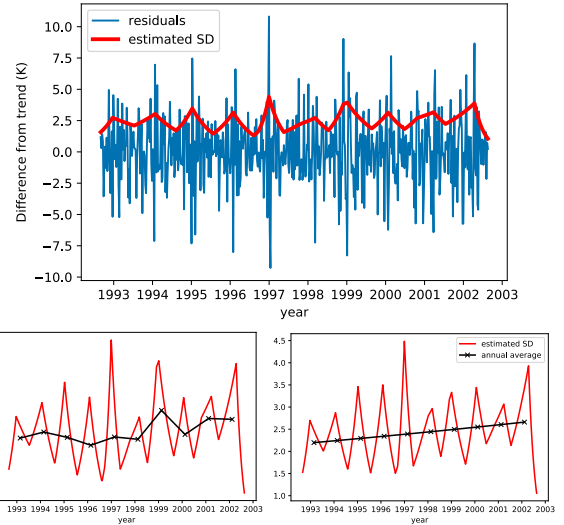 10.0
7.5
5.0
2.5
0.0
−2.5
−5.0
−7.5
−10.0
Difference from trend (K)
residuals
estimated SD
1993 1994 1995 1996 1997 1998 1999 2000 2001 2002 2003
year
1993 1994 1995 1996 1997 1998 1999 2000 2001 2002 2003
year
4.5
4.0
3.5
3.0
2.5
2.0
1.5
1.0
estimated SD
annual average
1993 1994 1995 1996 1997 1998 1999 2000 2001 2002 2003
year